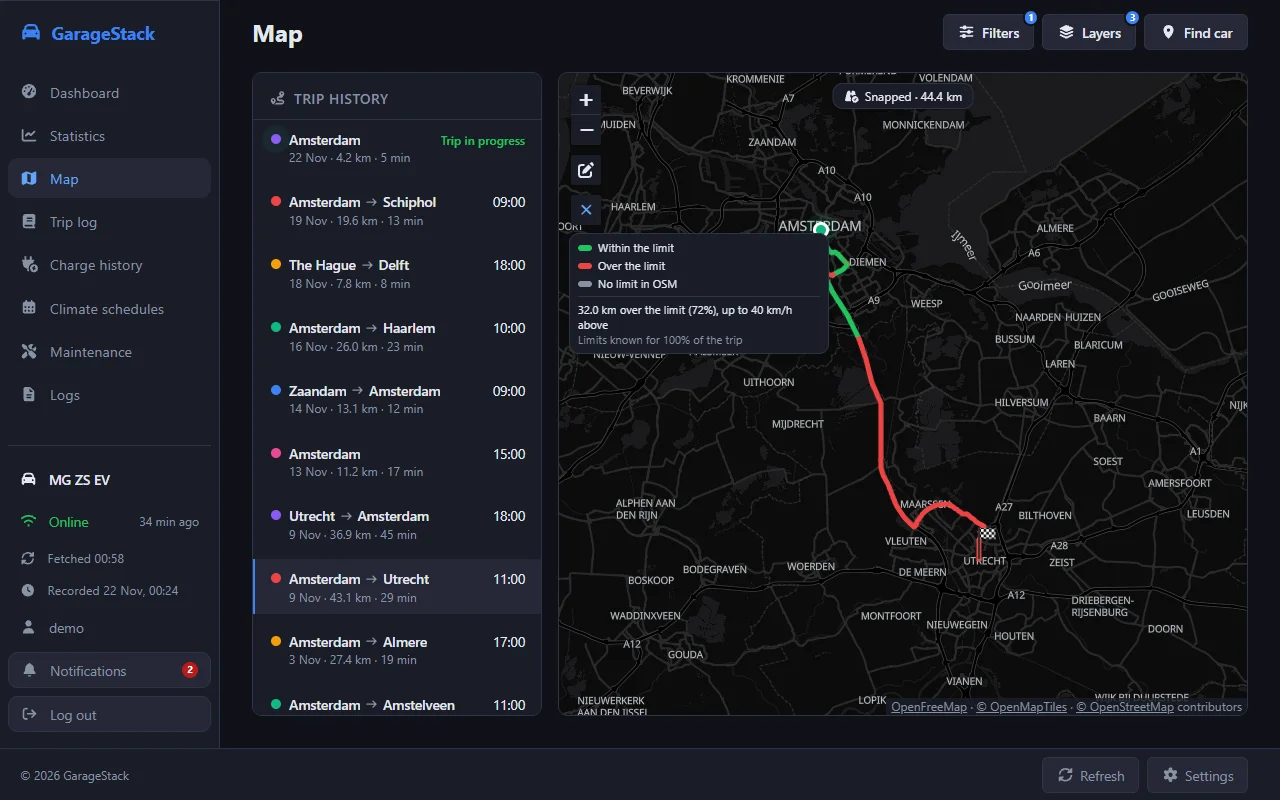 GarageStack
Dashboard
Statistics
Map
Trip log
Charge history
Climate schedules
Maintenance
Logs
MG ZS EV
Online
34 min ago
Fetched 00:58
Recorded 22 Nov, 00:24
demo
Notifications
2
Log out
Map
Filters
1
Layers
3
Find car
TRIP HISTORY
Amsterdam
Trip in progress
22 Nov · 4.2 km · 5 min
Amsterdam → Schiphol
09:00
19 Nov · 19.6 km · 13 min
The Hague → Delft
18:00
18 Nov · 7.8 km · 8 min
Amsterdam → Haarlem
10:00
16 Nov · 26.0 km · 23 min
Zaandam → Amsterdam
09:00
14 Nov · 13.1 km · 12 min
Amsterdam
15:00
13 Nov · 11.2 km · 17 min
Utrecht → Amsterdam
18:00
9 Nov · 36.9 km · 45 min
Amsterdam → Utrecht
11:00
9 Nov · 43.1 km · 29 min
Amsterdam → Almere
17:00
3 Nov · 27.4 km · 19 min
Amsterdam → Amstelveen
11:00
+
−
Snapped · 44.4 km
KROMMENIE
VOLENDAM
BEVERWIJK
A7
MUIDEN
MONNICKENDAM
ZAANDAM
A10
A10
HAARLEM
AMSTERDAM
ALMERE
IJmeer
A6
DIEMEN
Gooimeer
GOOISEWEG
A9
WEESP
NAARDEN
HUIZEN
BUSSUM
BLARICUM
LAREN
Within the limit
Over the limit
No limit in OSM
32.0 km over the limit (72%), up to 40 km/h
above
Limits known for 100% of the trip
NIEUW-VENNEP
UITHOORN
MIJDRECHT
HILVERSUM
BAARN
NIJK
A1
SOEST
AMERSFOORT
LEUSDEN
ALPHEN AAN
DEN RIJN
MAARSSEN
A27
BILTHOVEN
VLEUTEN
A28
UTRECHT
ZEIST
BODEGRAVEN
WOERDEN
DE MEERN
BOSKOOP
A12
DRIEBERGEN-
RIJSENBURG
WADDINXVEEN
MONTFOORT
NIEUWEGEIN
DOORN
A12
HOUTEN
GOUDA
VIANEN
NIEUWERKERK
AAN DEN IJSSEL
LOPIK
WIJK BIJ DUURSTEDE
OpenFreeMap · © OpenMapTiles · © OpenStreetMap contributors
© 2026 GarageStack
Refresh
Settings